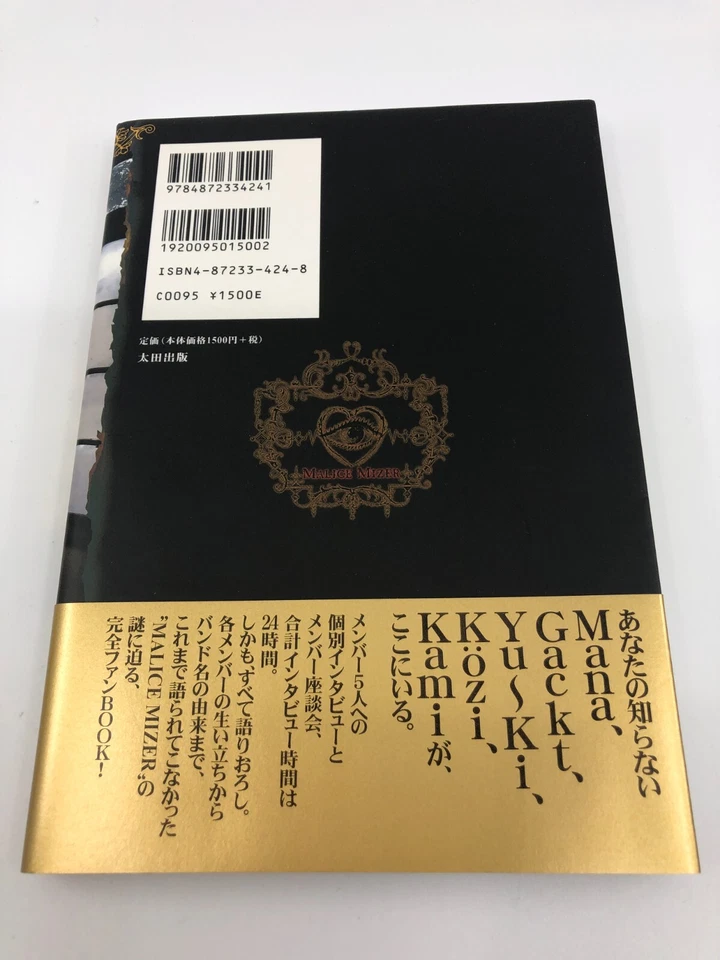 9784872334241
1920095015002
ISBN4-87233-424-8
C0095 ¥1500E
定価(本体価格1500円+税)
太田出版
MALICE MIZER
あなたの知らない
Mana、
Gackt、
Yu〜Ki、
Közi、
Kamiが、
ここにいる。
メンバー5人への
個別インタビューと
メンバー座談会、
合計インタビュー時間は
24時間。
しかも、すべて語りおろし。
各メンバーの生い立ちから
バンド名の由来まで、
これまで語られてこなかった
"MALICE MIZER"の
謎に迫る、
完全ファンBOOK!